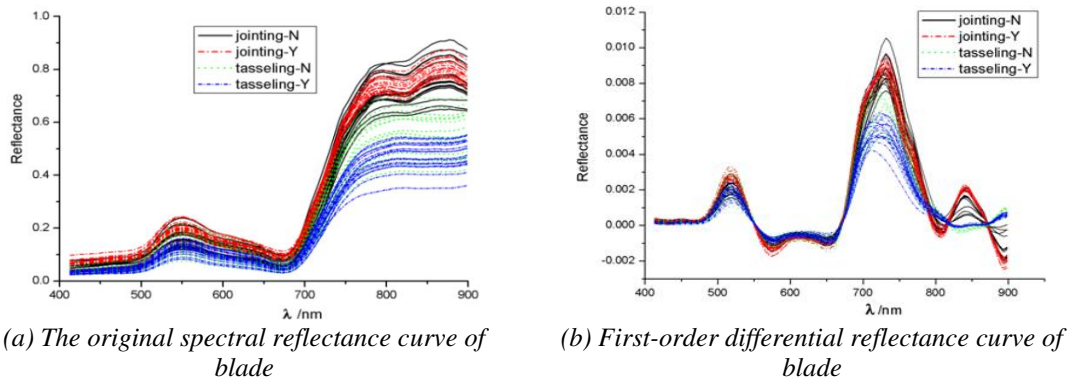 1.0
0.8
0.6
0.4
0.2
0.0
400
500
600
700
800
900
Reflectance
λ /nm
jointing-N
jointing-Y
tasseling-N
tasseling-Y
0.012
0.010
0.008
0.006
0.004
0.002
0.000
-0.002
400
500
600
700
800
900
Reflectance
λ /nm
jointing-N
jointing-Y
tasseling-N
tasseling-Y
(a) The original spectral reflectance curve of
blade
(b) First-order differential reflectance curve of
blade